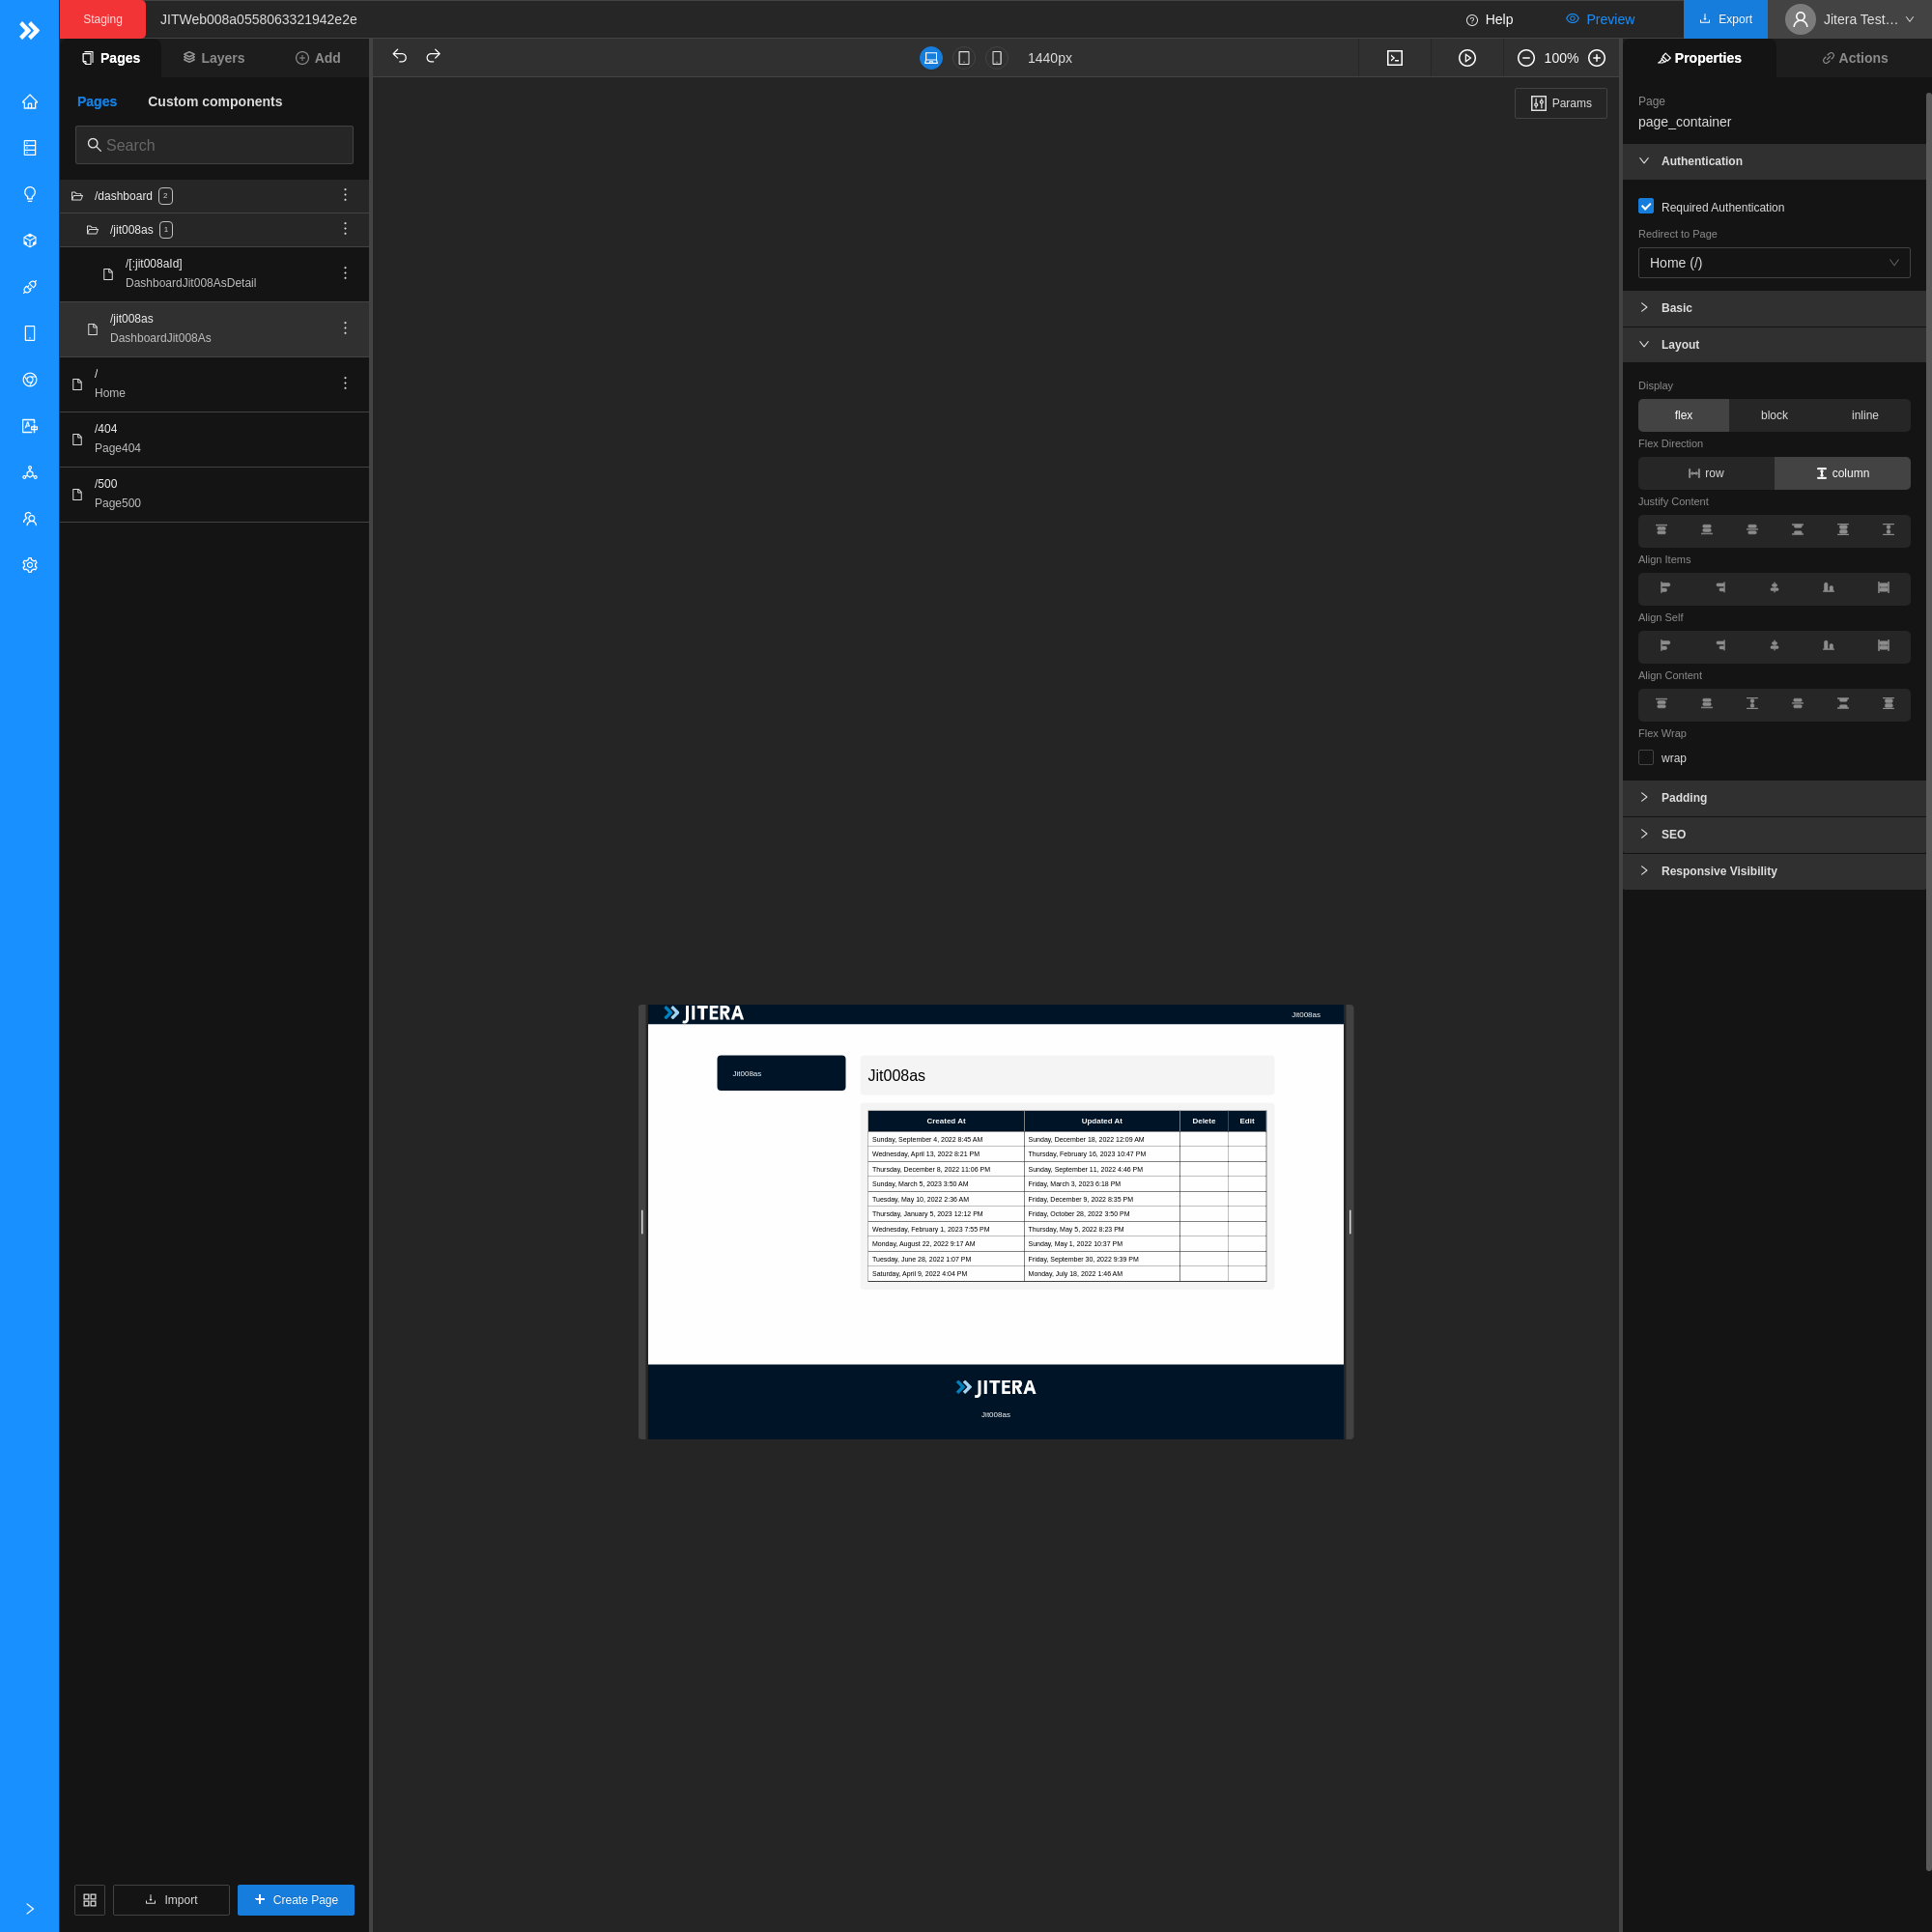 Staging
JITWeb008a0558063321942e2e
Help
Preview
Export
Jitera Test…
Pages
Layers
Add
1440px
100%
Properties
Actions
Pages
Custom components
Search
/dashboard 2
/jit008as 1
/[:jit008aId]
DashboardJit008AsDetail
/jit008as
DashboardJit008As
/
Home
/404
Page404
/500
Page500
Import
Create Page
Params
JITERA
Jit008as
Jit008as
Jit008as
Created At Updated At Delete Edit
Sunday, September 4, 2022 8:45 AM Sunday, December 18, 2022 12:09 AM
Wednesday, April 13, 2022 8:21 PM Thursday, February 16, 2023 10:47 PM
Thursday, December 8, 2022 11:06 PM Sunday, September 11, 2022 4:46 PM
Sunday, March 5, 2023 3:50 AM Friday, March 3, 2023 6:18 PM
Tuesday, May 10, 2022 2:36 AM Friday, December 9, 2022 8:35 PM
Thursday, January 5, 2023 12:12 PM Friday, October 28, 2022 3:50 PM
Wednesday, February 1, 2023 7:55 PM Thursday, May 5, 2022 8:23 PM
Monday, August 22, 2022 9:17 AM Sunday, May 1, 2022 10:37 PM
Tuesday, June 28, 2022 1:07 PM Friday, September 30, 2022 9:39 PM
Saturday, April 9, 2022 4:04 PM Monday, July 18, 2022 1:46 AM
JITERA
Jit008as
Page
page_container
Authentication
Required Authentication
Redirect to Page
Home (/)
Basic
Layout
Display
flex block inline
Flex Direction
row column
Justify Content
Align Items
Align Self
Align Content
Flex Wrap
wrap
Padding
SEO
Responsive Visibility